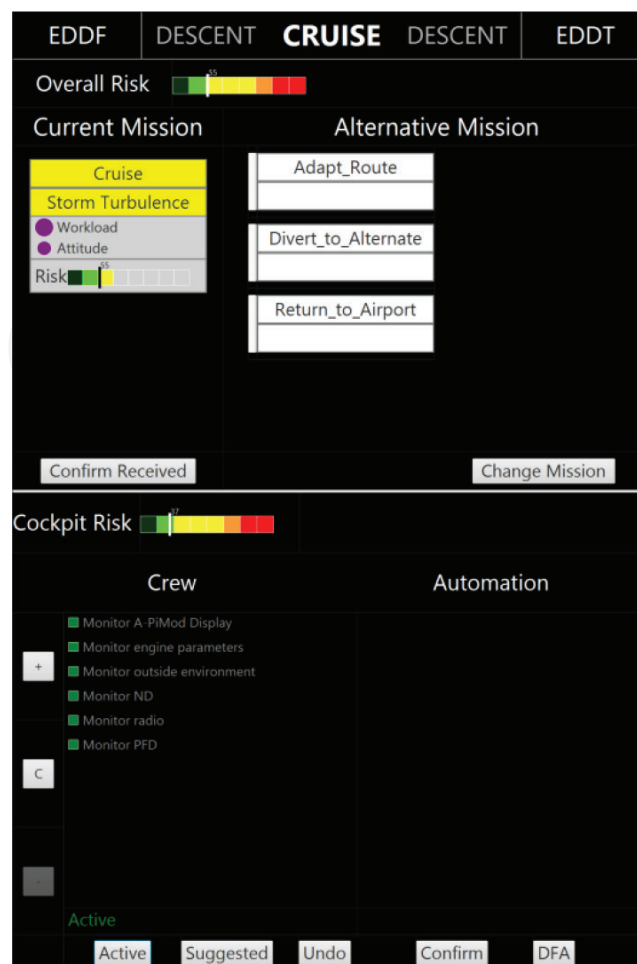 EDDF DESCENT CRUISE DESCENT EDDT
Overall Risk 55
Current Mission Alternative Mission
Cruise
Storm Turbulence
Workload
Attitude
Risk 55
Adapt_Route
Divert_to_Alternate
Return_to_Airport
Confirm Received Change Mission
Cockpit Risk 37
Crew Automation
Monitor A-PiMod Display
Monitor engine parameters
Monitor outside environment
Monitor ND
Monitor radio
Monitor PFD
+
C
-
Active
Active Suggested Undo Confirm DFA